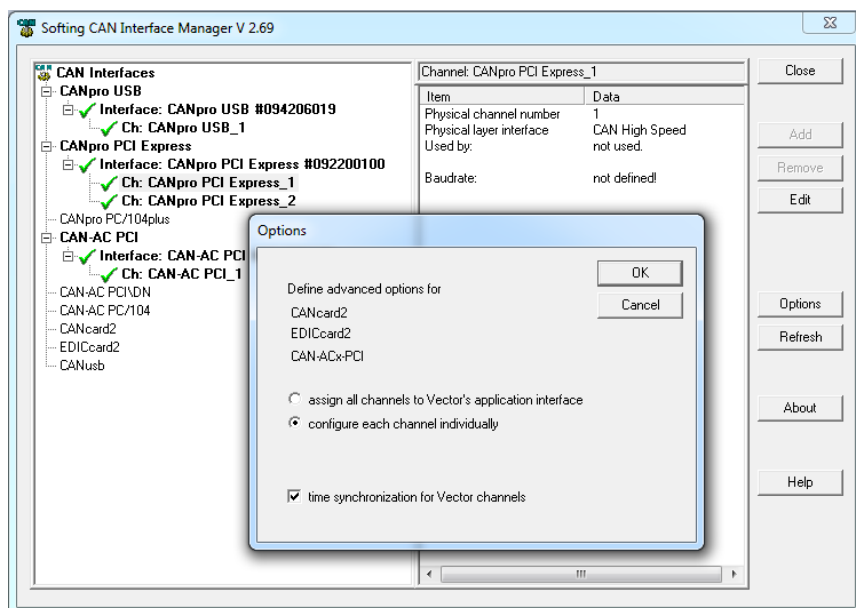 Softing CAN Interface Manager V 2.69
CAN Interfaces
CANpro USB
Interface: CANpro USB #094206019
Ch: CANpro USB_1
CANpro PCI Express
Interface: CANpro PCI Express #092200100
Ch: CANpro PCI Express_1
Ch: CANpro PCI Express_2
CANpro PC/104plus
CAN-AC PCI
Interface: CAN-AC PCI
Ch: CAN-AC PCI_1
CAN-AC PCI\DN
CAN-AC PC/104
CANcard2
EDICcard2
CANusb
Channel: CANpro PCI Express_1
Item Data
Physical channel number 1
Physical layer interface CAN High Speed
Used by: not used.
Baudrate: not defined!
Close
Add
Remove
Edit
Options
Refresh
About
Help
Options
Define advanced options for
CANcard2
EDICcard2
CAN-ACx-PCI
assign all channels to Vector's application interface
configure each channel individually
time synchronization for Vector channels
OK
Cancel